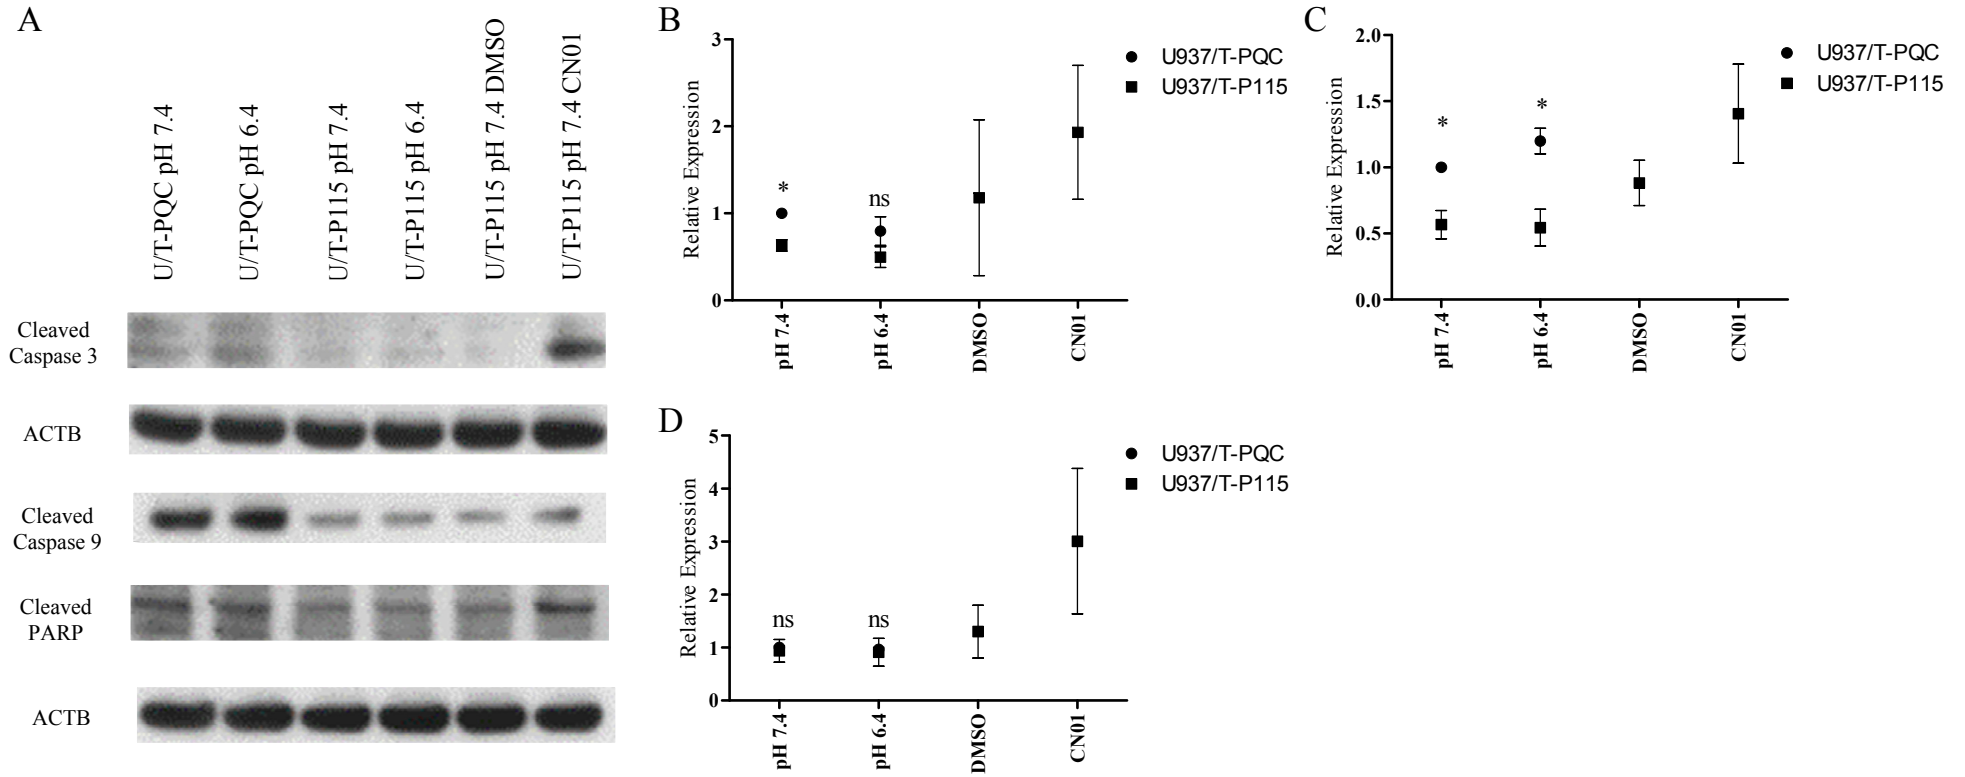 A
U/T-PQC pH 7.4
U/T-PQC pH 6.4
U/T-P115 pH 7.4
U/T-P115 pH 6.4
U/T-P115 pH 7.4 DMSO
U/T-P115 pH 7.4 CN01
Cleaved
Caspase 3
ACTB
Cleaved
Caspase 9
Cleaved
PARP
ACTB
B
Relative Expression
3
2
1
0
*
ns
pH 7.4
pH 6.4
DMSO
CN01
U937/T-PQC
U937/T-P115
C
Relative Expression
2.0
1.5
1.0
0.5
0.0
*
*
pH 7.4
pH 6.4
DMSO
CN01
U937/T-PQC
U937/T-P115
D
Relative Expression
5
4
3
2
1
0
ns
ns
pH 7.4
pH 6.4
DMSO
CN01
U937/T-PQC
U937/T-P115